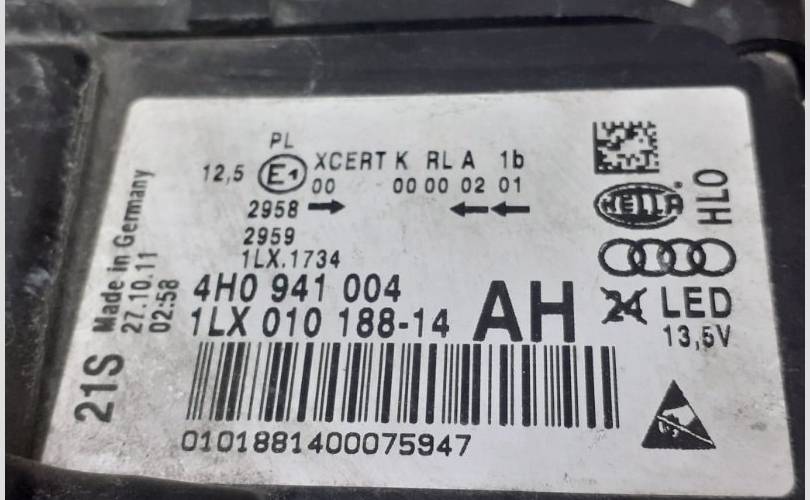 PL
12,5 E1 XCERT K RL A 1b
00 00 00 02 01
2958
2959
1LX.1734
4H0 941 004
1LX 010 188-14
AH
0101881400075947
Made in Germany
27.10.11
02:58
21S
HELLA
HLO
24 LED
13,5V